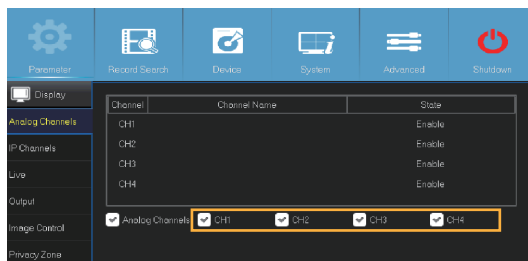 Parameter Record Search Device System Advanced Shutdown
Display
Analog Channels
IP Channels
Live
Output
Image Control
Privacy Zone
Channel Channel Name State
CH1 Enable
CH2 Enable
CH3 Enable
CH4 Enable
Analog Channels CH1 CH2 CH3 CH4